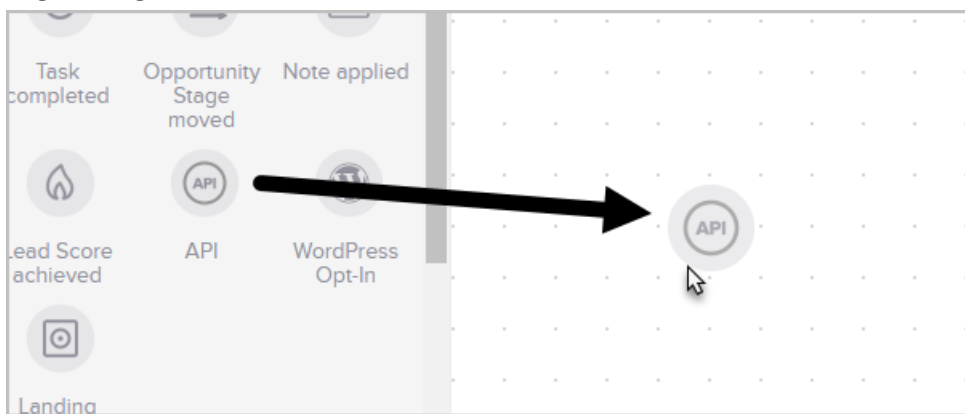 Task
completed
Opportunity
Stage
moved
Note applied
API
Lead Score
achieved
API
WordPress
Opt-In
API
Landing